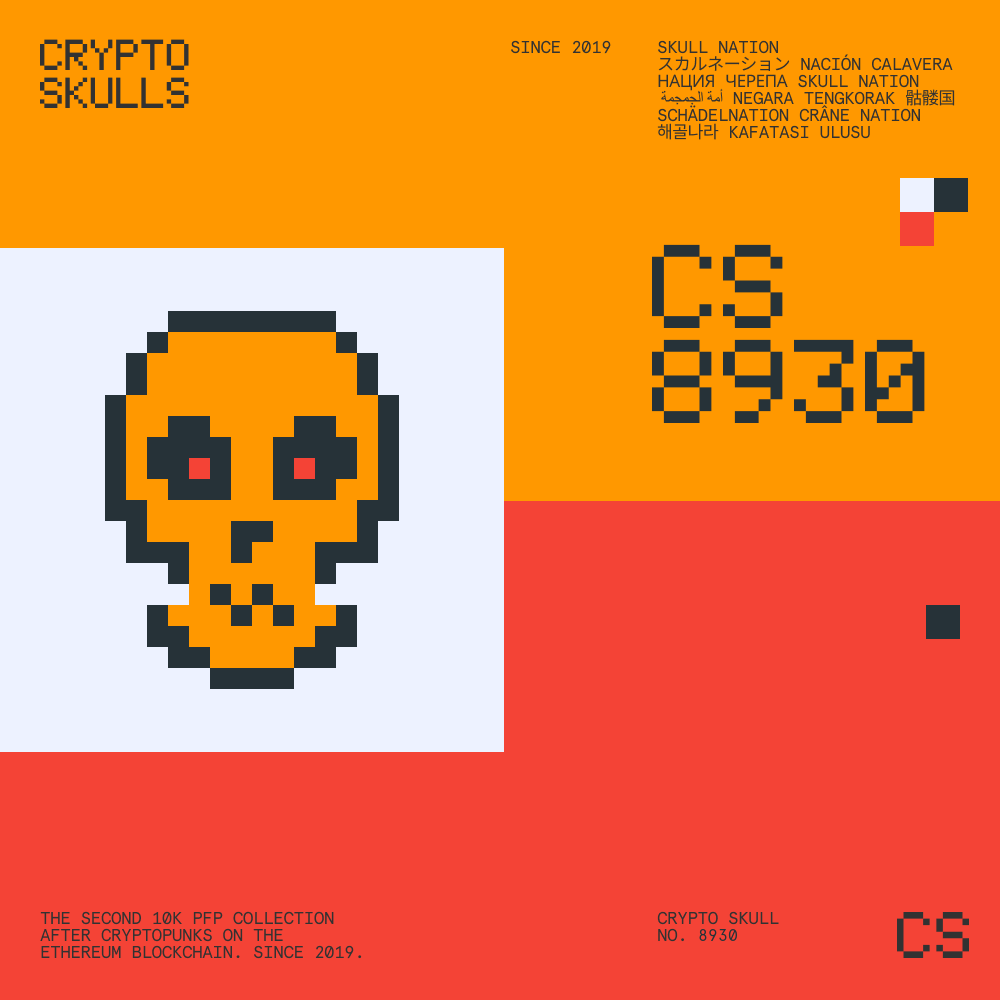 CRYPTO
SKULLS
SINCE 2019
SKULL NATION
スカルネーション NACIÓN CALAVERA
НАЦИЯ ЧЕРЕПА SKULL NATION
أمة الجمجمة NEGARA TENGKORAK 骷髅国
SCHÄDELNATION CRÂNE NATION
해골나라 KAFATASI ULUSU
CS
8930
THE SECOND 10K PFP COLLECTION
AFTER CRYPTOPUNKS ON THE
ETHEREUM BLOCKCHAIN. SINCE 2019.
CRYPTO SKULL
NO. 8930
CS